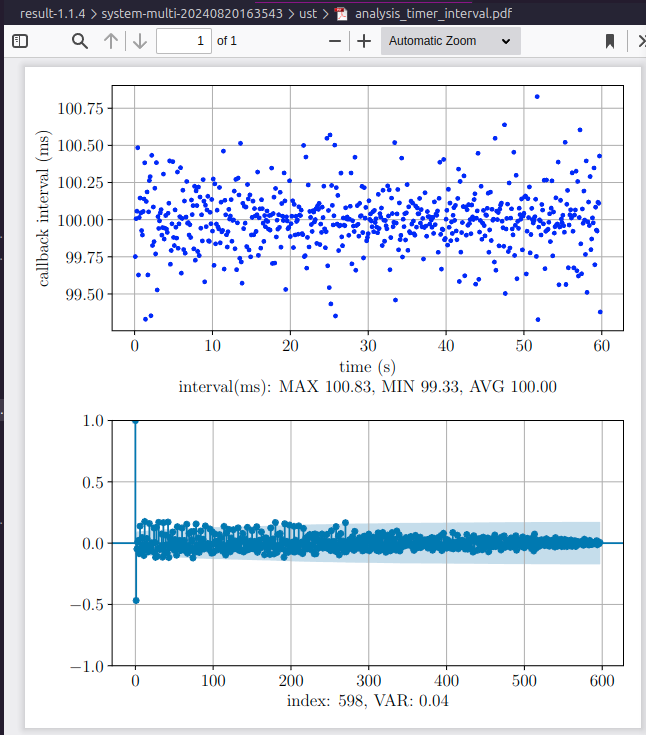 result-1.1.4 > system-multi-20240820163543 > ust > analysis_timer_interval.pdf
1 of 1
Automatic Zoom
callback interval (ms)
100.75
100.50
100.25
100.00
99.75
99.50
0 10 20 30 40 50 60
time (s)
interval(ms): MAX 100.83, MIN 99.33, AVG 100.00
1.0
0.5
0.0
−0.5
−1.0
0 100 200 300 400 500 600
index: 598, VAR: 0.04